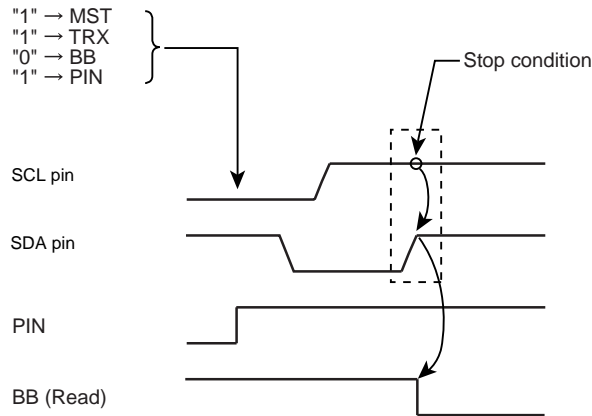 "1" → MST
"1" → TRX
"0" → BB
"1" → PIN
Stop condition
SCL pin
SDA pin
PIN
BB (Read)